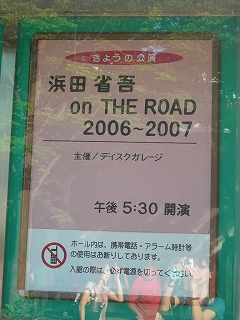 きょうの公演
浜田 省吾
on THE ROAD
2006~2007
主催/ディスクガレージ
午後 5:30 開演
ホール内は、携帯電話・アラーム時計等
の使用はお断りしております。
入館の際は、必ず電源を切ってください。